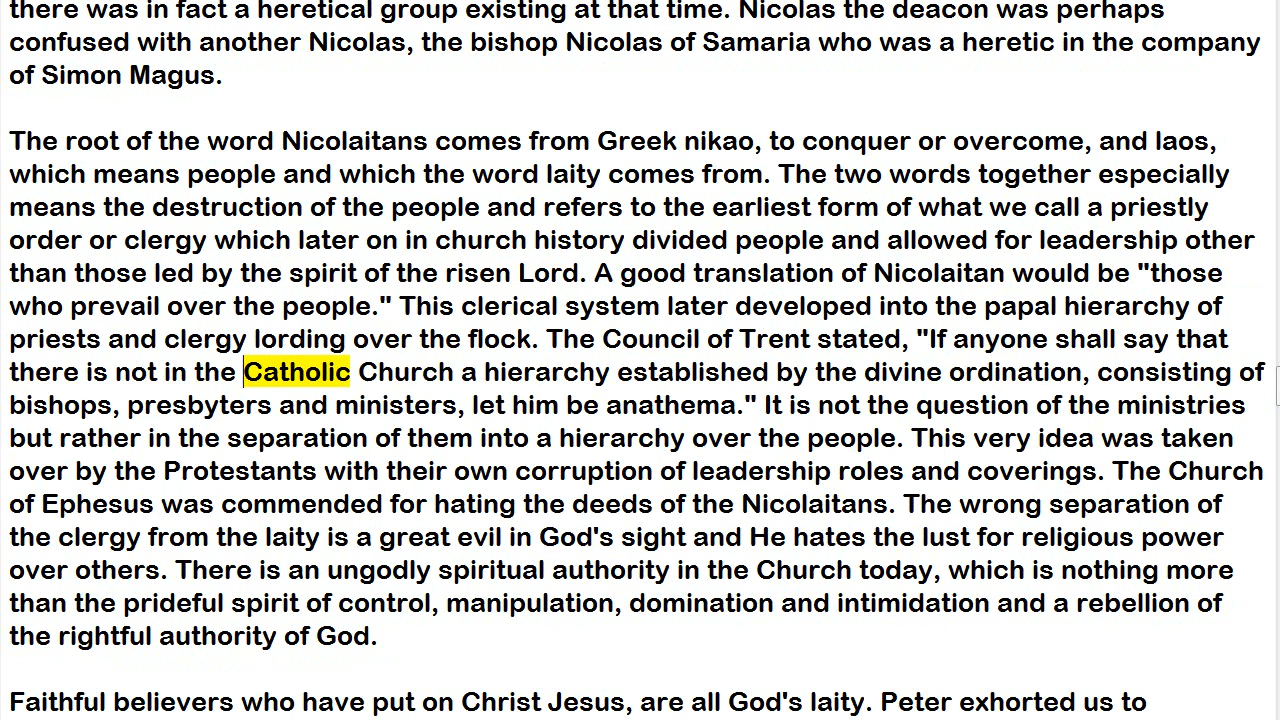 there was in fact a heretical group existing at that time. Nicolas the deacon was perhaps
confused with another Nicolas, the bishop Nicolas of Samaria who was a heretic in the company
of Simon Magus.
The root of the word Nicolaitans comes from Greek nikao, to conquer or overcome, and laos,
which means people and which the word laity comes from. The two words together especially
means the destruction of the people and refers to the earliest form of what we call a priestly
order or clergy which later on in church history divided people and allowed for leadership other
than those led by the spirit of the risen Lord. A good translation of Nicolaitan would be "those
who prevail over the people." This clerical system later developed into the papal hierarchy of
priests and clergy lording over the flock. The Council of Trent stated, "If anyone shall say that
there is not in the Catholic Church a hierarchy established by the divine ordination, consisting of
bishops, presbyters and ministers, let him be anathema." It is not the question of the ministries
but rather in the separation of them into a hierarchy over the people. This very idea was taken
over by the Protestants with their own corruption of leadership roles and coverings. The Church
of Ephesus was commended for hating the deeds of the Nicolaitans. The wrong separation of
the clergy from the laity is a great evil in God's sight and He hates the lust for religious power
over others. There is an ungodly spiritual authority in the Church today, which is nothing more
than the prideful spirit of control, manipulation, domination and intimidation and a rebellion of
the rightful authority of God.
Faithful believers who have put on Christ Jesus, are all God's laity. Peter exhorted us to